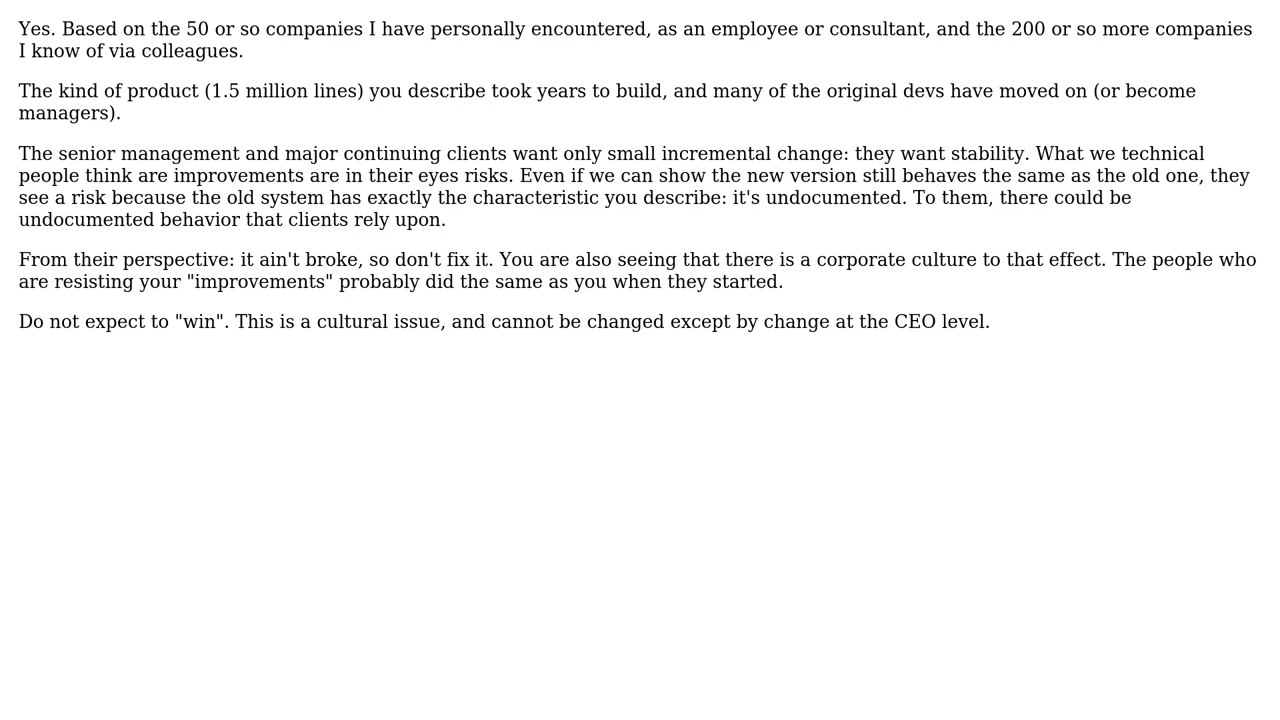 Yes. Based on the 50 or so companies I have personally encountered, as an employee or consultant, and the 200 or so more companies
I know of via colleagues.
The kind of product (1.5 million lines) you describe took years to build, and many of the original devs have moved on (or become
managers).
The senior management and major continuing clients want only small incremental change: they want stability. What we technical
people think are improvements are in their eyes risks. Even if we can show the new version still behaves the same as the old one, they
see a risk because the old system has exactly the characteristic you describe: it's undocumented. To them, there could be
undocumented behavior that clients rely upon.
From their perspective: it ain't broke, so don't fix it. You are also seeing that there is a corporate culture to that effect. The people who
are resisting your "improvements" probably did the same as you when they started.
Do not expect to "win". This is a cultural issue, and cannot be changed except by change at the CEO level.